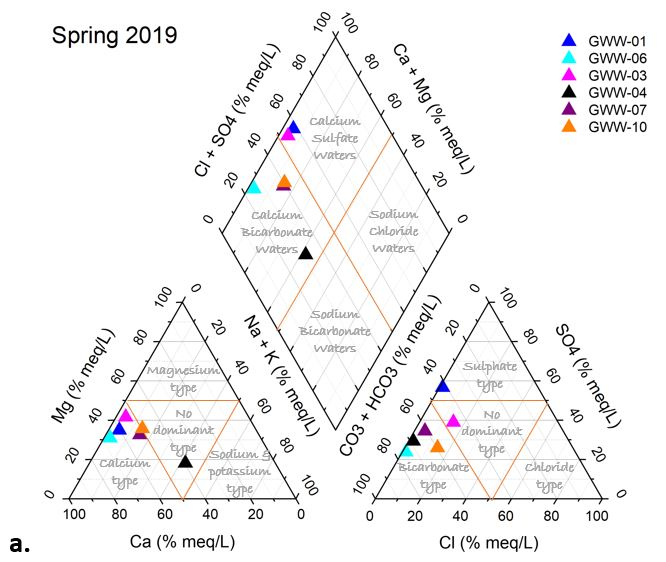 Spring 2019
GWW-01
GWW-06
GWW-03
GWW-04
GWW-07
GWW-10
Cl + SO4 (% meq/L)
0
20
40
60
80
100
Ca + Mg (% meq/L)
100
80
60
40
20
0
Calcium
Sulfate
Waters
Calcium
Bicarbonate
Waters
Sodium
Chloride
Waters
Sodium
Bicarbonate
Waters
Mg (% meq/L)
0
20
40
60
80
100
Na + K (% meq/L)
0
20
40
60
80
100
Magnesium
type
No
dominant
type
Calcium
type
Sodium &
potassium
type
100 80 60 40 20 0
Ca (% meq/L)
CO3 + HCO3 (% meq/L)
100
80
60
40
20
0
SO4 (% meq/L)
100
80
60
40
20
0
Sulphate
type
No
dominant
type
Bicarbonate
type
Chloride
type
0 20 40 60 80 100
Cl (% meq/L)
a.